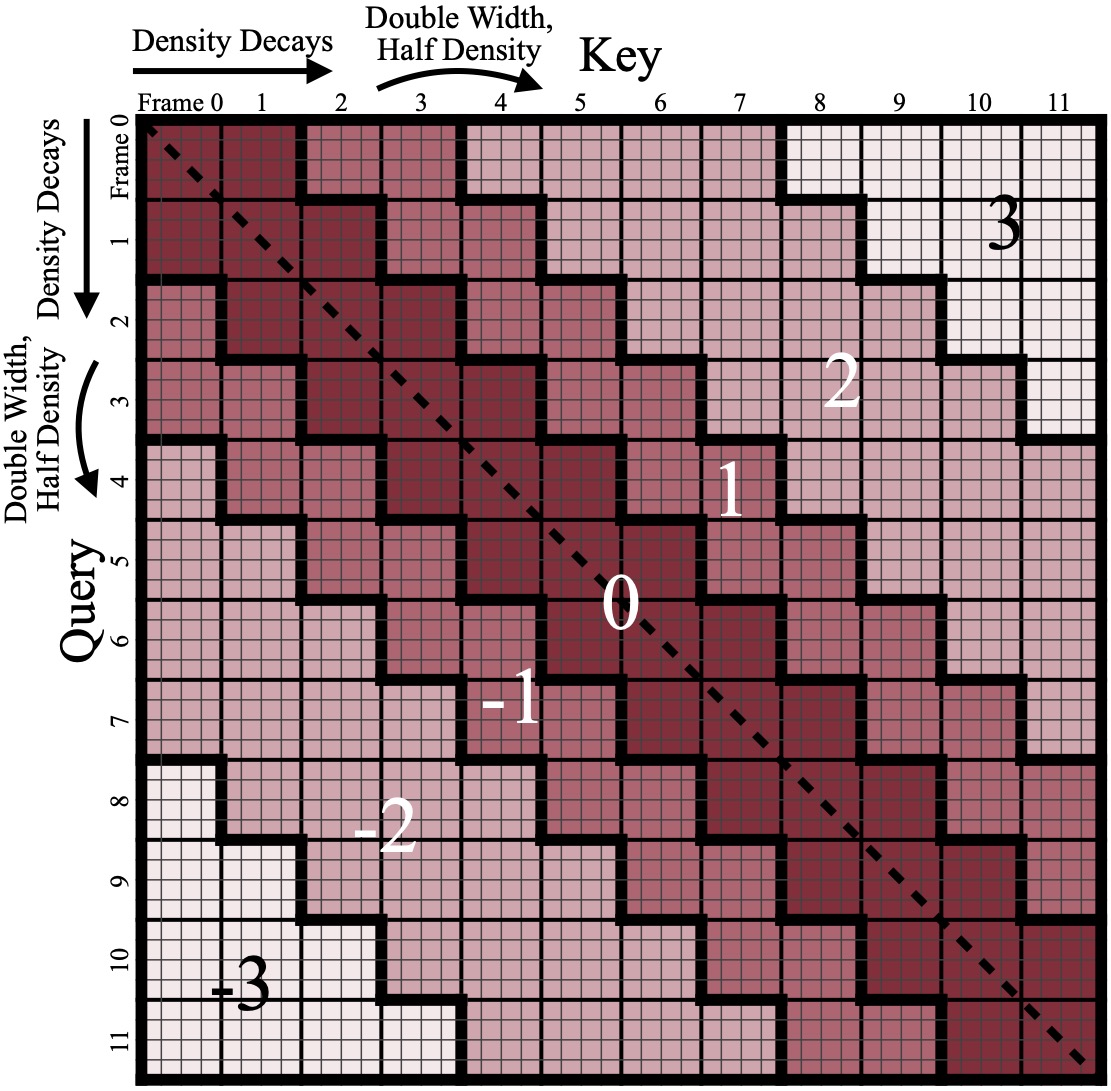 Density Decays
Double Width,
Half Density
Key
Frame 0 1 2 3 4 5 6 7 8 9 10 11
Density Decays
Double Width,
Half Density
Query
Frame 0
1
2
3
4
5
6
7
8
9
10
11
3
2
1
0
-1
-2
-3